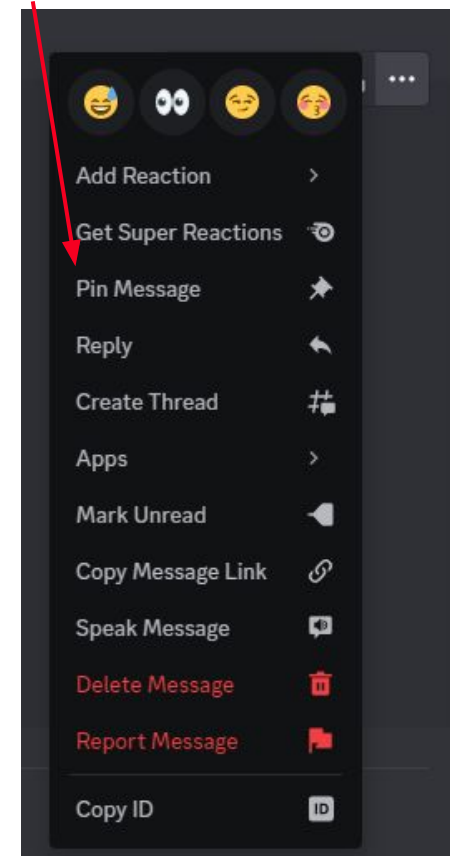 Add Reaction
Get Super Reactions
Pin Message
Reply
Create Thread
Apps
Mark Unread
Copy Message Link
Speak Message
Delete Message
Report Message
Copy ID
ID